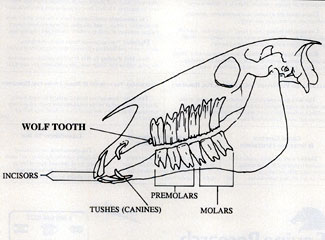 WOLF TOOTH
INCISORS
PREMOLARS
TUSHES (CANINES)
MOLARS